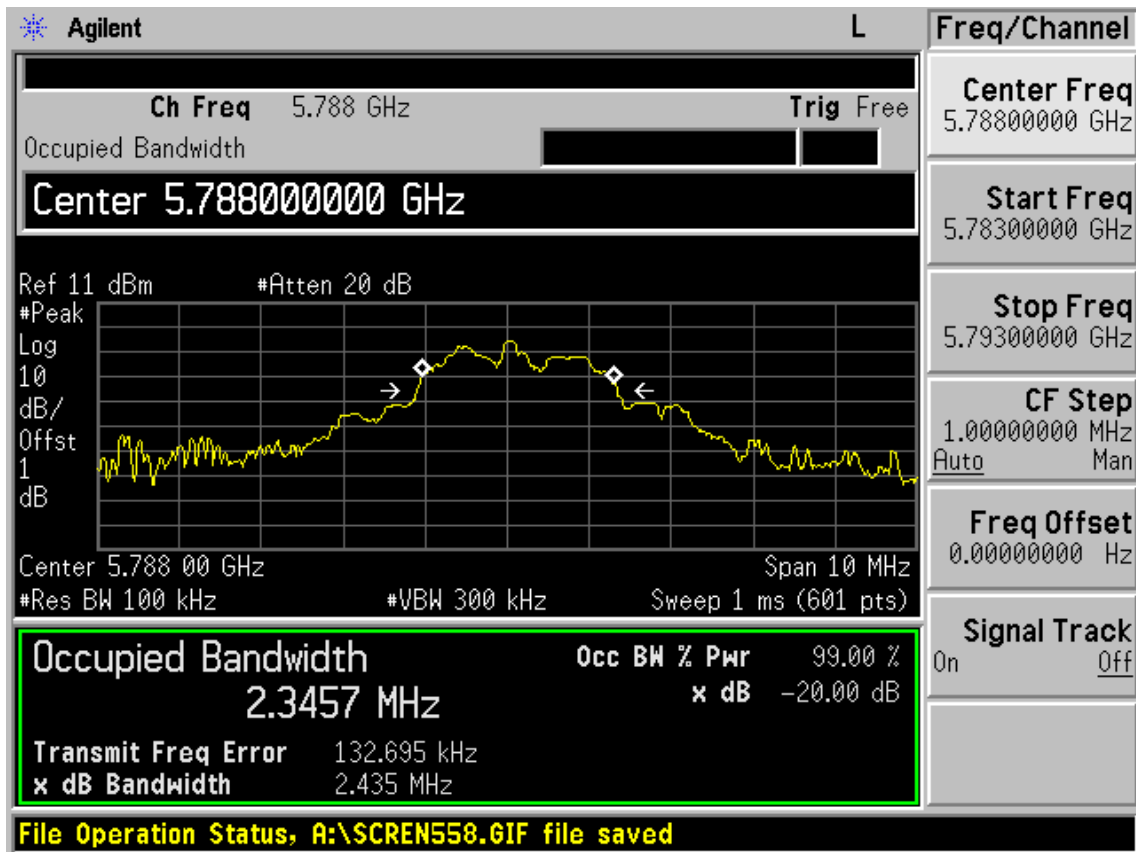 Agilent L Freq/Channel
Ch Freq 5.788 GHz Trig Free
Occupied Bandwidth
Center 5.788000000 GHz
Ref 11 dBm #Atten 20 dB
#Peak
Log
10
dB/
Offst
1
dB
Center 5.788 00 GHz Span 10 MHz
#Res BW 100 kHz #VBW 300 kHz Sweep 1 ms (601 pts)
Occupied Bandwidth Occ BW % Pwr 99.00 %
2.3457 MHz x dB -20.00 dB
Transmit Freq Error 132.695 kHz
x dB Bandwidth 2.435 MHz
Center Freq
5.78800000 GHz
Start Freq
5.78300000 GHz
Stop Freq
5.79300000 GHz
CF Step
1.00000000 MHz
Auto Man
Freq Offset
0.00000000 Hz
Signal Track
On Off
File Operation Status, A:\SCREN558.GIF file saved